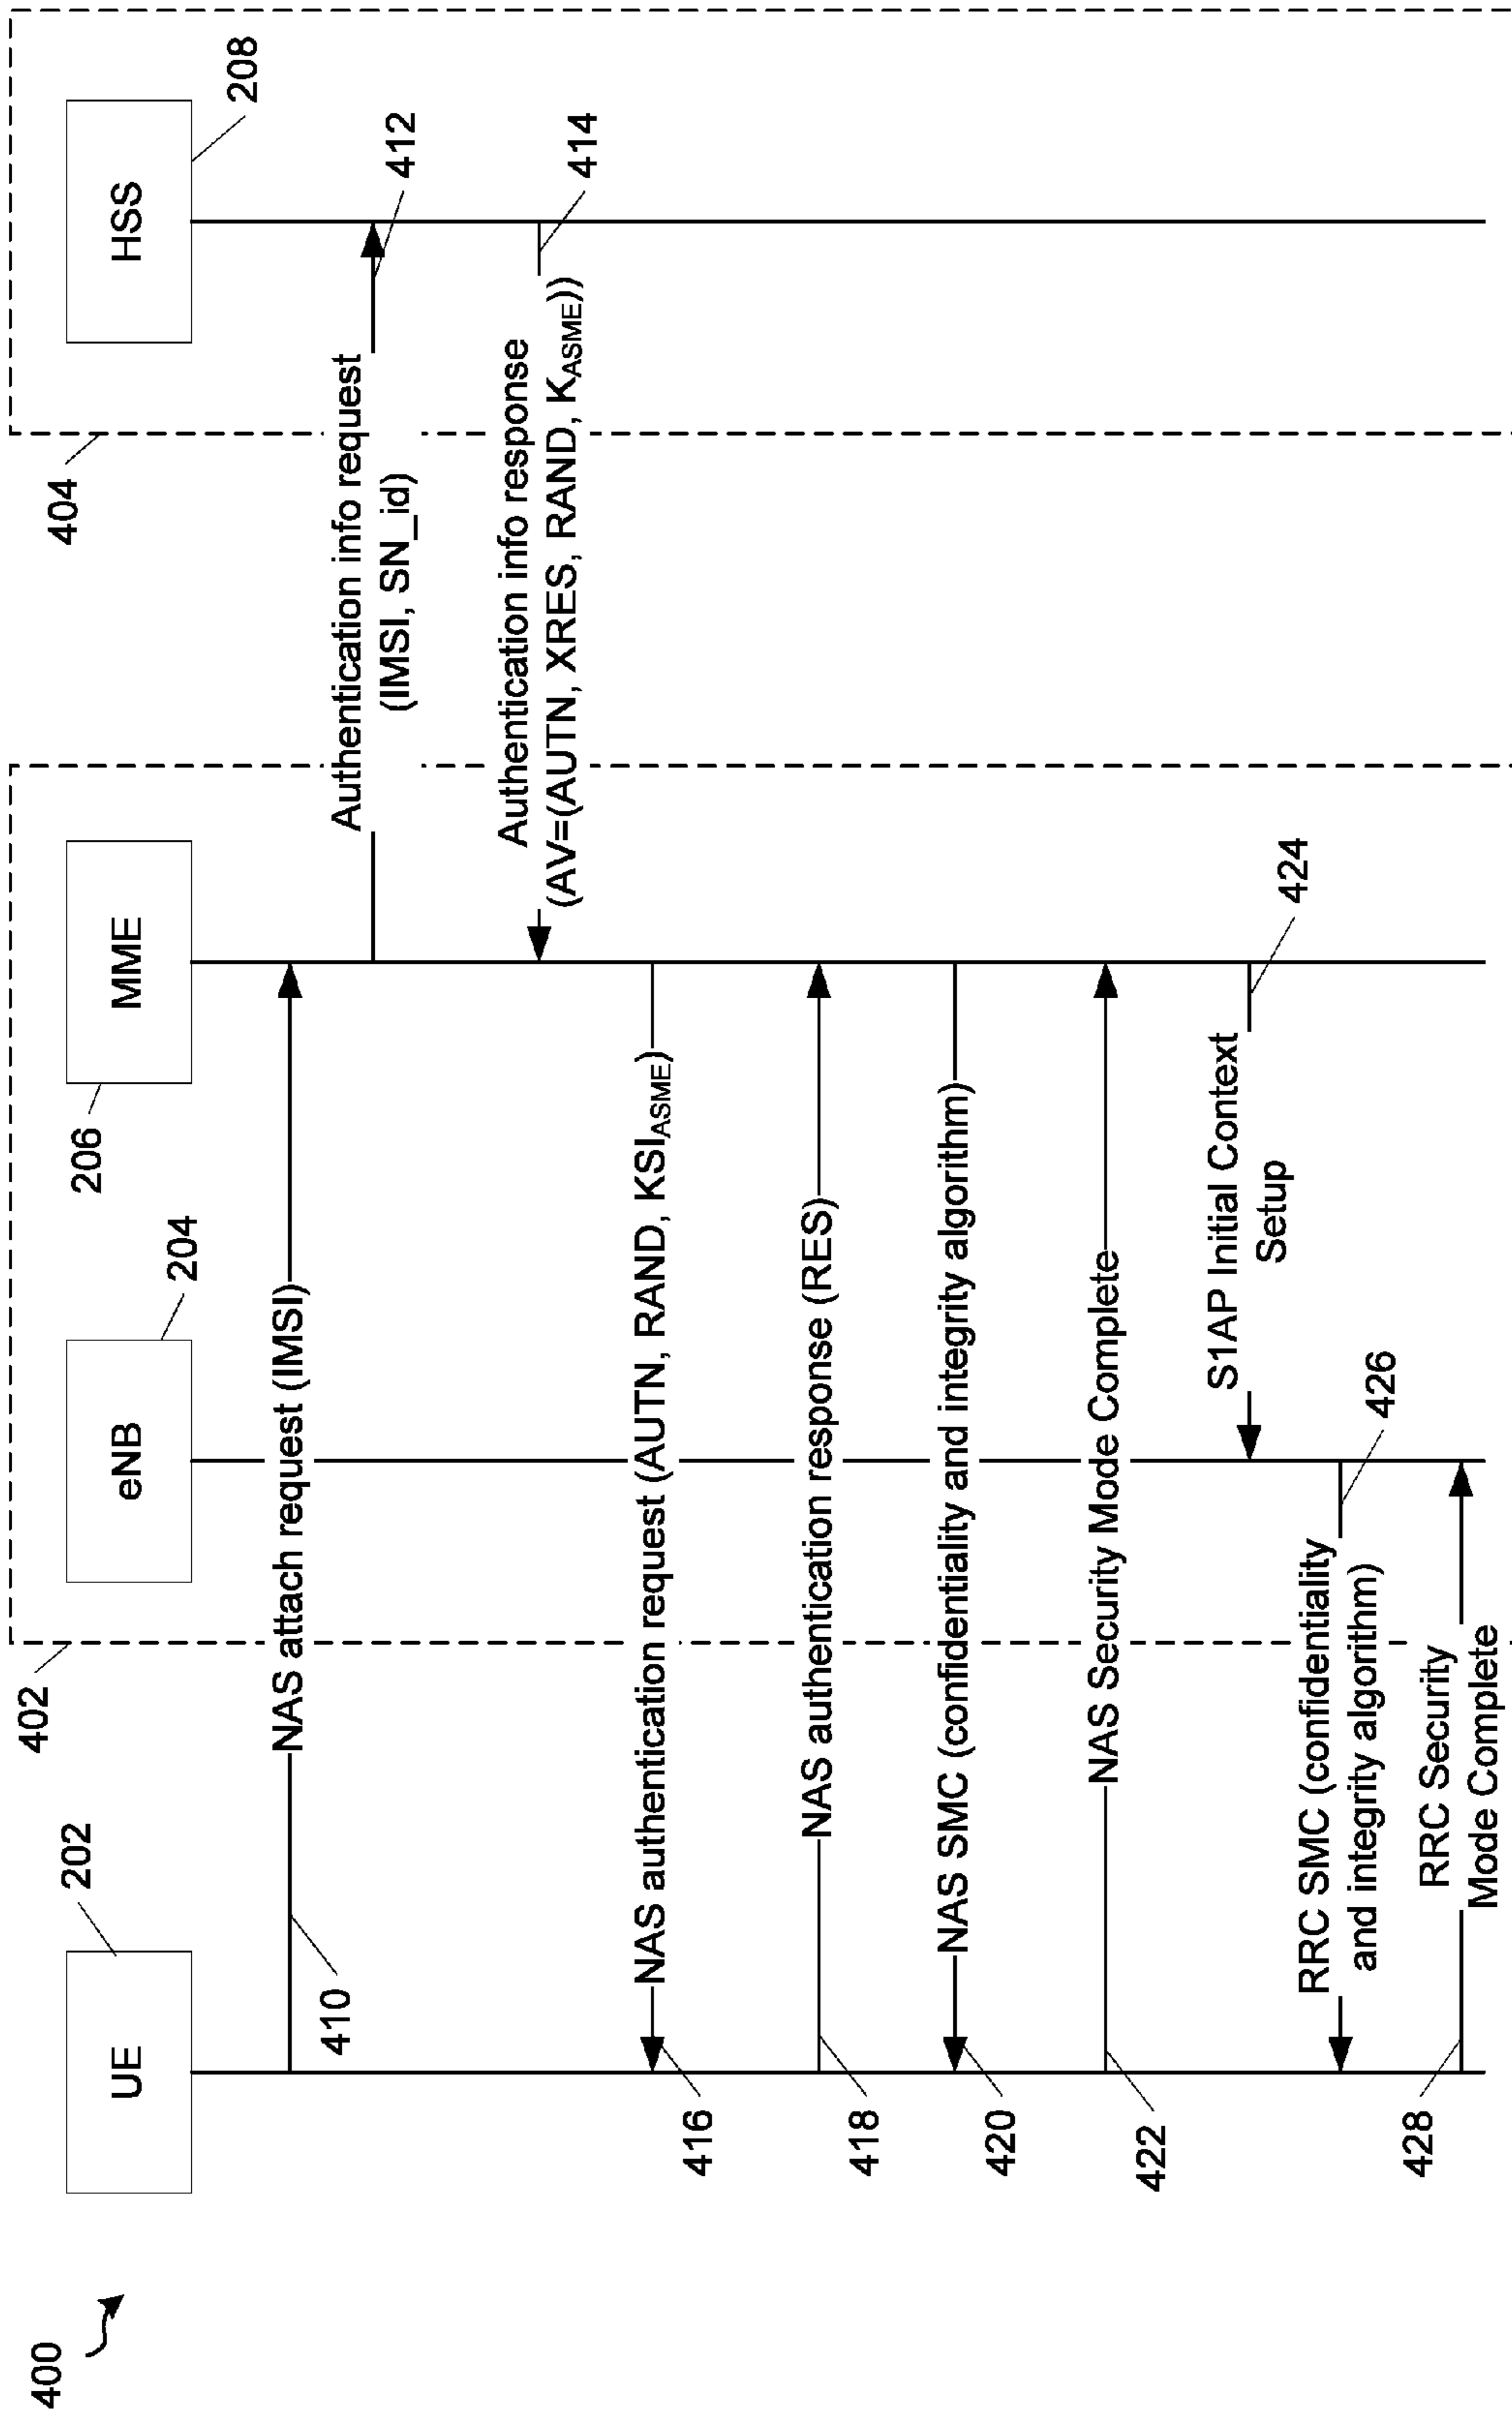 400
402
404
UE
202
eNB
204
MME
206
HSS
208
NAS attach request (IMSI)
410
Authentication info request
(IMSI, SN_id)
412
Authentication info response
(AV=(AUTN, XRES, RAND, KASME))
414
NAS authentication request (AUTN, RAND, KSIASME)
416
NAS authentication response (RES)
418
NAS SMC (confidentiality and integrity algorithm)
420
NAS Security Mode Complete
422
S1AP Initial Context
Setup
424
RRC SMC (confidentiality
and integrity algorithm)
426
RRC Security
Mode Complete
428